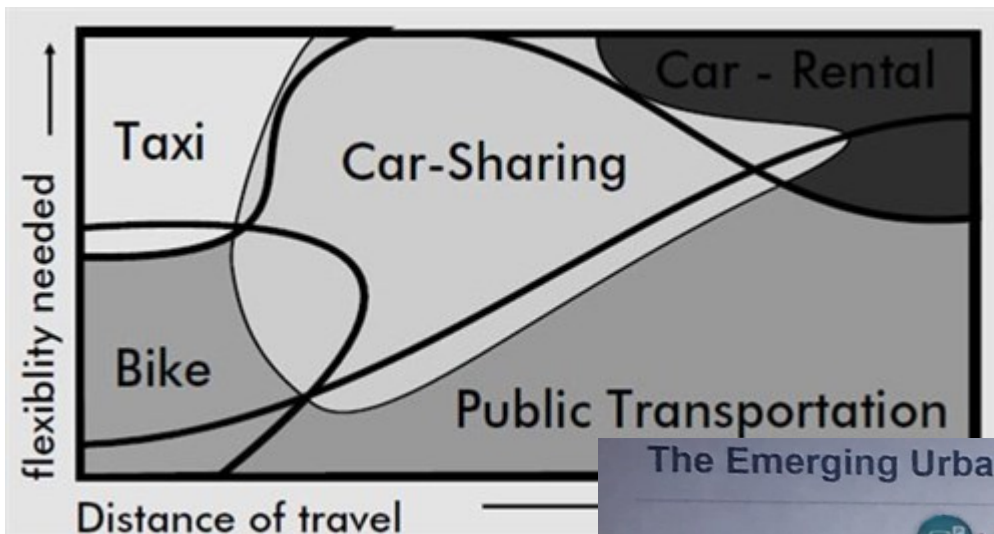 Car - Rental
Taxi
Car-Sharing
flexiblity needed
Bike
Public Transportation
The Emerging Urba
Distance of travel